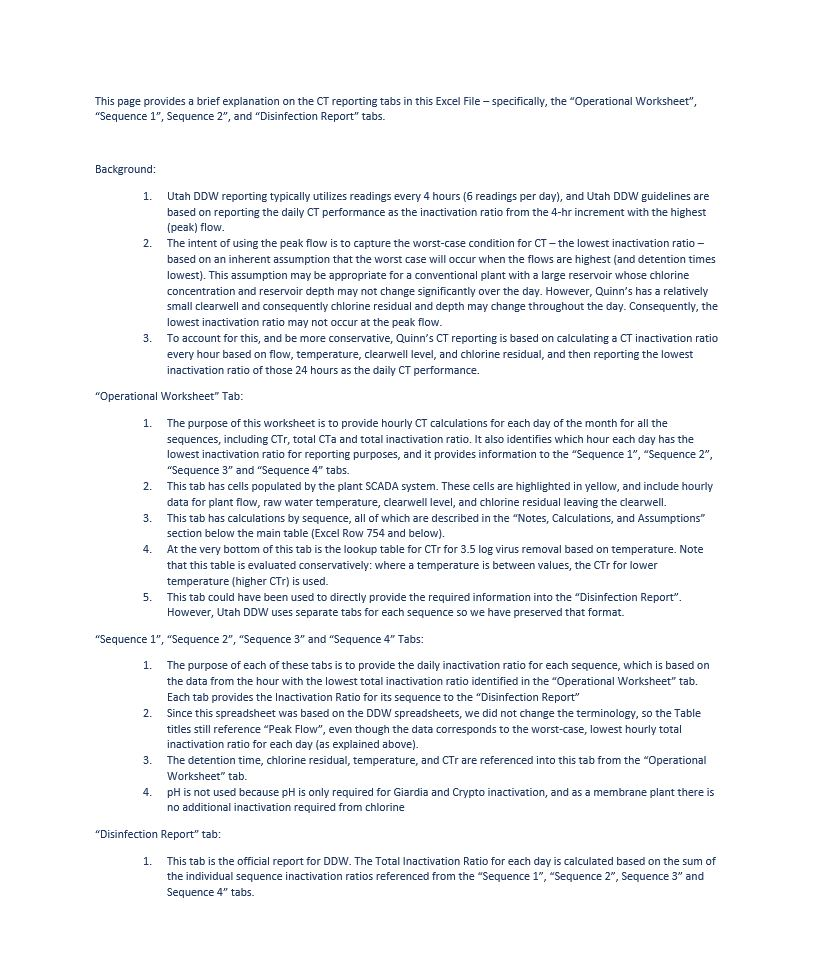 This page provides a brief explanation on the CT reporting tabs in this Excel File – specifically, the “Operational Worksheet”,
“Sequence 1”, Sequence 2”, and “Disinfection Report” tabs.
Background:
1. Utah DDW reporting typically utilizes readings every 4 hours (6 readings per day), and Utah DDW guidelines are
based on reporting the daily CT performance as the inactivation ratio from the 4-hr increment with the highest
(peak) flow.
2. The intent of using the peak flow is to capture the worst-case condition for CT – the lowest inactivation ratio –
based on an inherent assumption that the worst case will occur when the flows are highest (and detention times
lowest). This assumption may be appropriate for a conventional plant with a large reservoir whose chlorine
concentration and reservoir depth may not change significantly over the day. However, Quinn’s has a relatively
small clearwell and consequently chlorine residual and depth may change throughout the day. Consequently, the
lowest inactivation ratio may not occur at the peak flow.
3. To account for this, and be more conservative, Quinn’s CT reporting is based on calculating a CT inactivation ratio
every hour based on flow, temperature, clearwell level, and chlorine residual, and then reporting the lowest
inactivation ratio of those 24 hours as the daily CT performance.
“Operational Worksheet” Tab:
1. The purpose of this worksheet is to provide hourly CT calculations for each day of the month for all the
sequences, including CTr, total CTa and total inactivation ratio. It also identifies which hour each day has the
lowest inactivation ratio for reporting purposes, and it provides information to the “Sequence 1”, “Sequence 2”,
“Sequence 3” and “Sequence 4” tabs.
2. This tab has cells populated by the plant SCADA system. These cells are highlighted in yellow, and include hourly
data for plant flow, raw water temperature, clearwell level, and chlorine residual leaving the clearwell.
3. This tab has calculations by sequence, all of which are described in the “Notes, Calculations, and Assumptions”
section below the main table (Excel Row 754 and below).
4. At the very bottom of this tab is the lookup table for CTr for 3.5 log virus removal based on temperature. Note
that this table is evaluated conservatively: where a temperature is between values, the CTr for lower
temperature (higher CTr) is used.
5. This tab could have been used to directly provide the required information into the “Disinfection Report”.
However, Utah DDW uses separate tabs for each sequence so we have preserved that format.
“Sequence 1”, “Sequence 2”, “Sequence 3” and “Sequence 4” Tabs:
1. The purpose of each of these tabs is to provide the daily inactivation ratio for each sequence, which is based on
the data from the hour with the lowest total inactivation ratio identified in the “Operational Worksheet” tab.
Each tab provides the Inactivation Ratio for its sequence to the “Disinfection Report”
2. Since this spreadsheet was based on the DDW spreadsheets, we did not change the terminology, so the Table
titles still reference “Peak Flow”, even though the data corresponds to the worst-case, lowest hourly total
inactivation ratio for each day (as explained above).
3. The detention time, chlorine residual, temperature, and CTr are referenced into this tab from the “Operational
Worksheet” tab.
4. pH is not used because pH is only required for Giardia and Crypto inactivation, and as a membrane plant there is
no additional inactivation required from chlorine
“Disinfection Report” tab:
1. This tab is the official report for DDW. The Total Inactivation Ratio for each day is calculated based on the sum of
the individual sequence inactivation ratios referenced from the “Sequence 1”, “Sequence 2”, Sequence 3” and
Sequence 4” tabs.